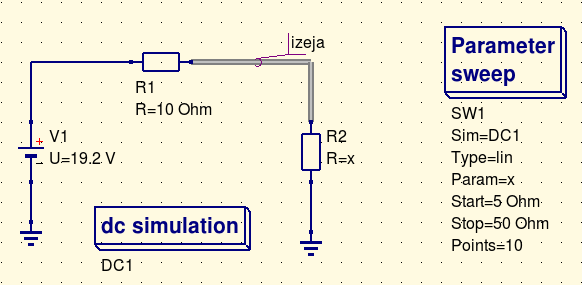 izeja
R1
R=10 Ohm
V1
U=19.2 V
+
-
R2
R=x
dc simulation
DC1
Parameter
sweep
SW1
Sim=DC1
Type=lin
Param=x
Start=5 Ohm
Stop=50 Ohm
Points=10